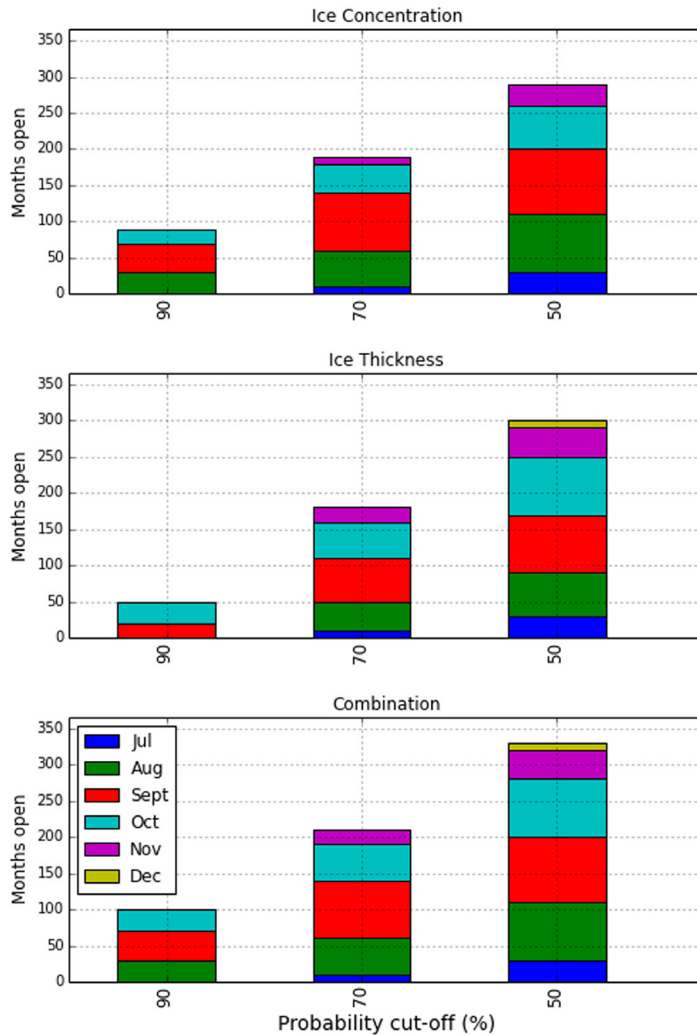 Ice Concentration
350
300
250
200
150
100
50
0
Months open
90
70
50
Ice Thickness
350
300
250
200
150
100
50
0
Months open
90
70
50
Combination
350
300
250
200
150
100
50
0
Months open
Jul
Aug
Sept
Oct
Nov
Dec
90
70
50
Probability cut-off (%)